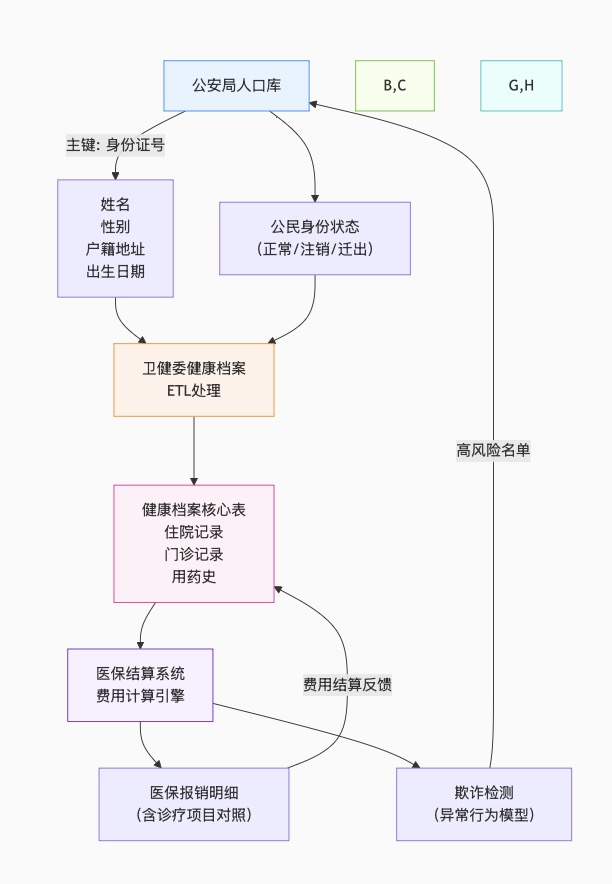 公安局人口库
B,C
G,H
主键: 身份证号
姓名
性别
户籍地址
出生日期
公民身份状态
（正常/注销/迁出）
卫健委健康档案
ETL处理
高风险名单
健康档案核心表
住院记录
门诊记录
用药史
医保结算系统
费用计算引擎
费用结算反馈
医保报销明细
（含诊疗项目对照）
欺诈检测
（异常行为模型）